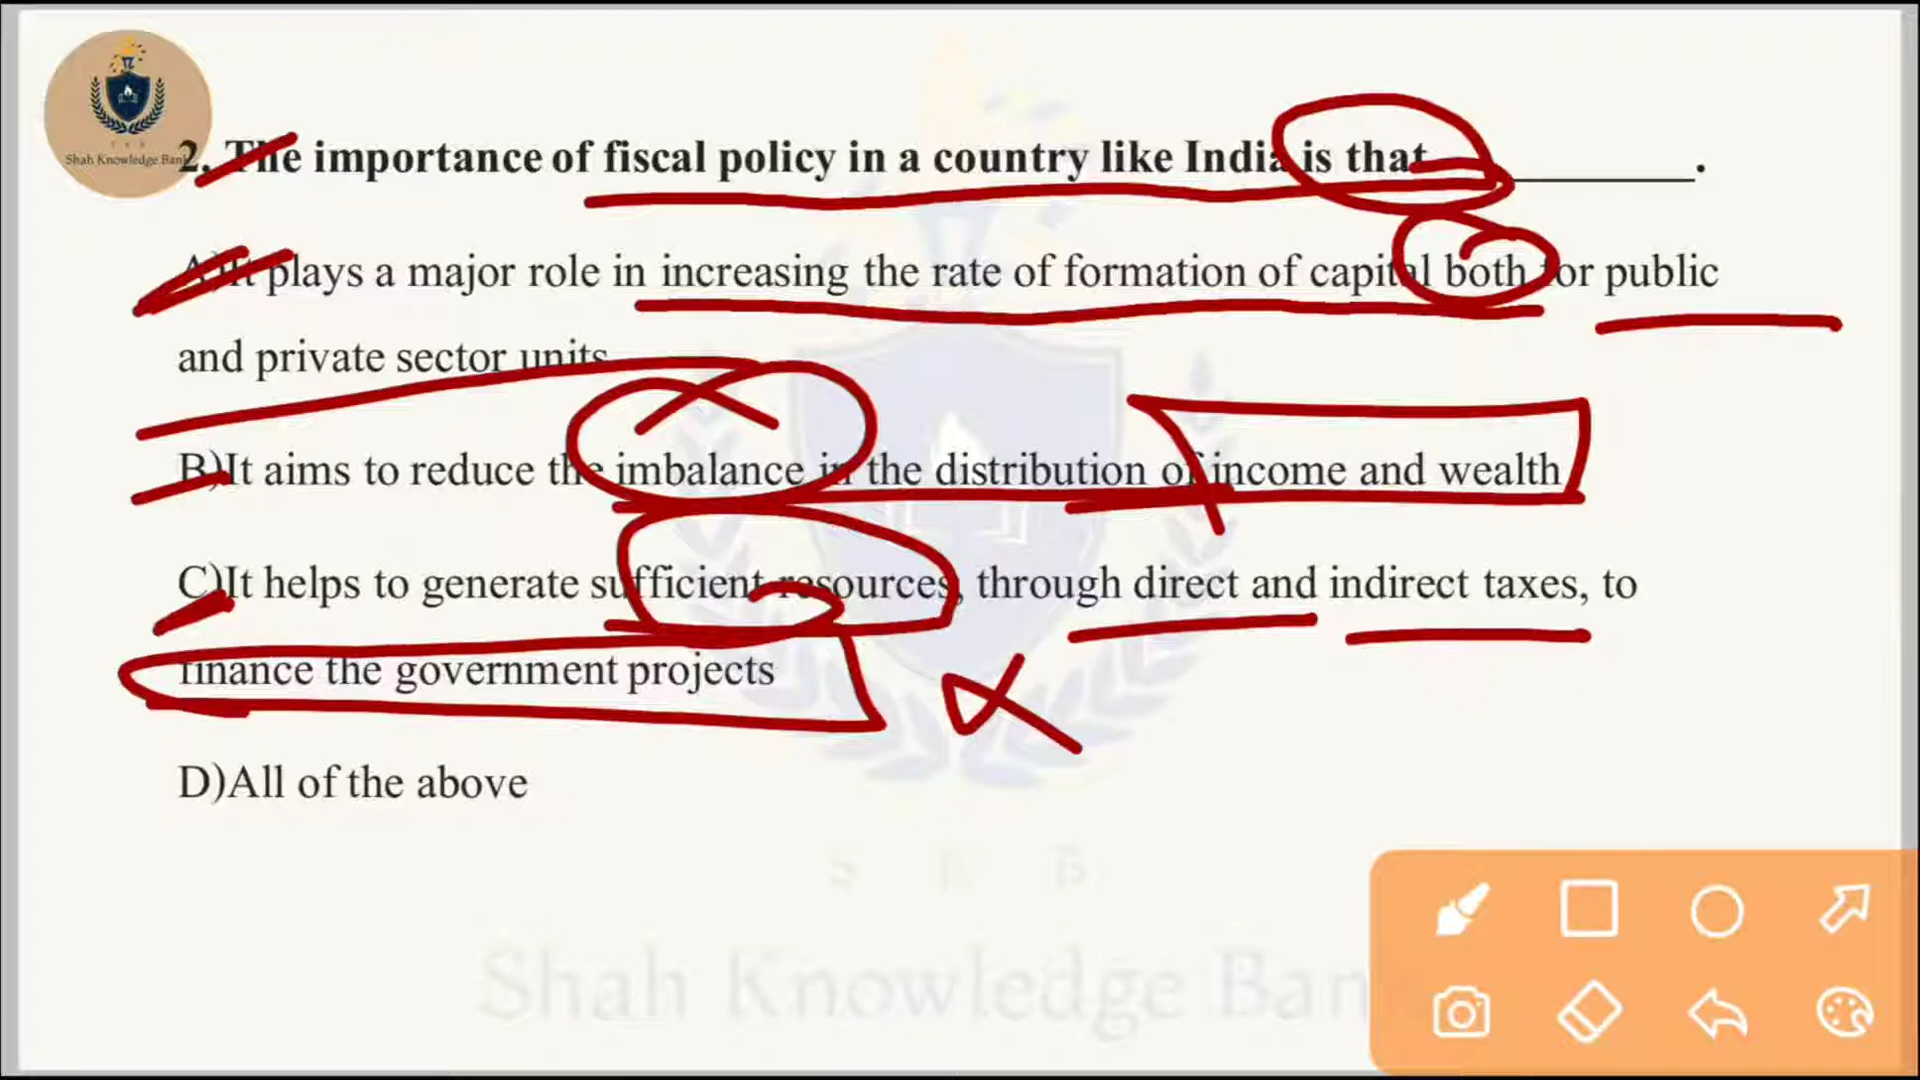 Shah Knowledge Bank
2. The importance of fiscal policy in a country like India is that ________.
A)It plays a major role in increasing the rate of formation of capital both for public
and private sector units
B)It aims to reduce the imbalance in the distribution of income and wealth
C)It helps to generate sufficient resources, through direct and indirect taxes, to
finance the government projects
D)All of the above
S K B
Shah Knowledge Bank